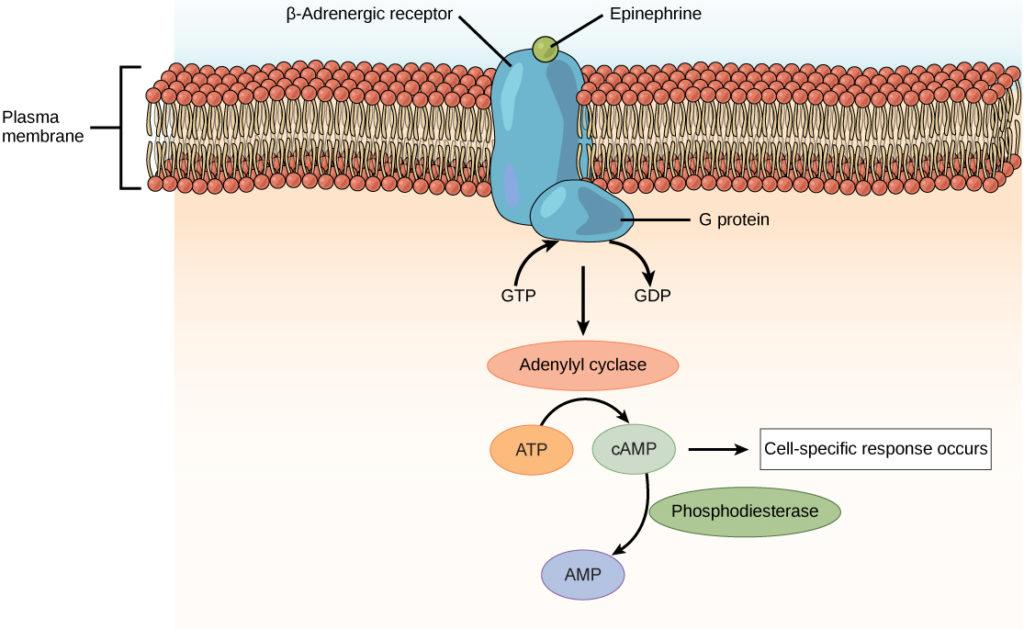 β-Adrenergic receptor
Epinephrine
Plasma
membrane
G protein
GTP
GDP
Adenylyl cyclase
ATP
cAMP
Cell-specific response occurs
Phosphodiesterase
AMP